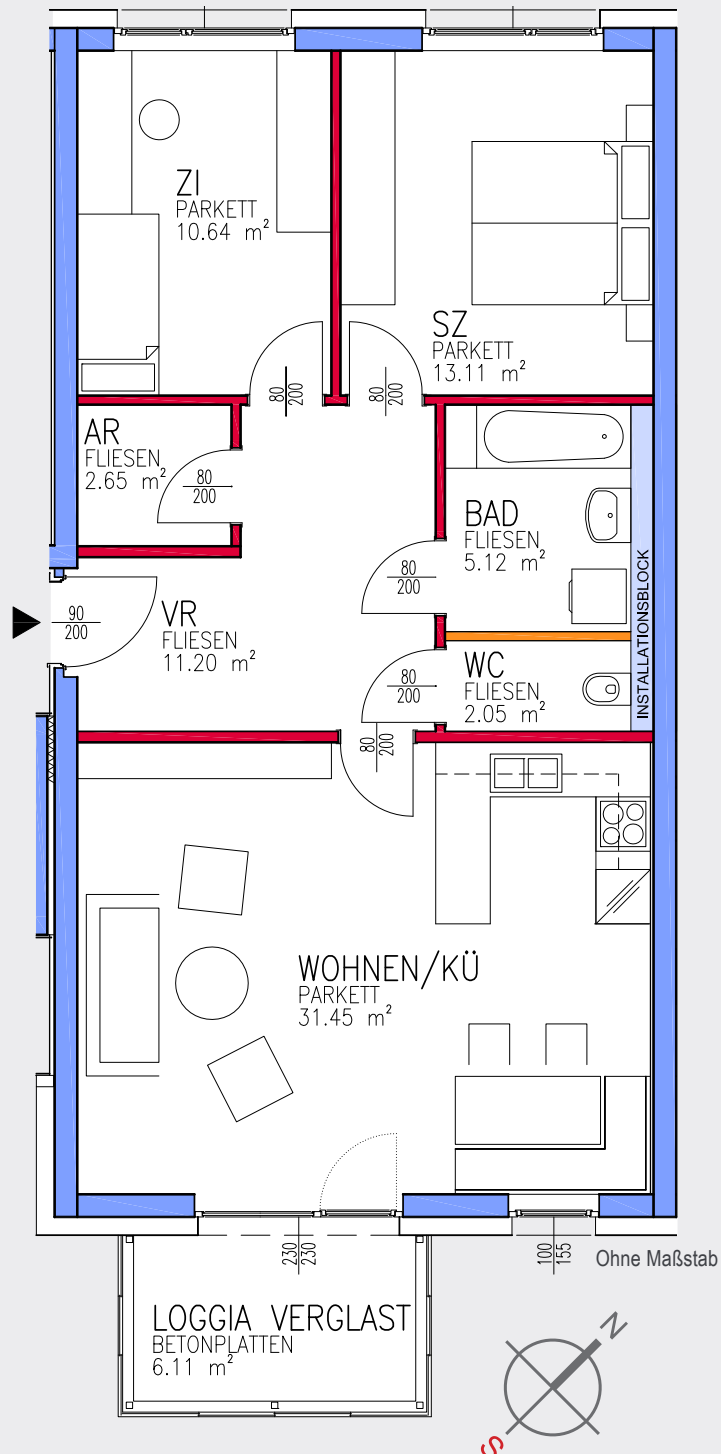 ZI
PARKETT
10.64 m²
SZ
PARKETT
13.11 m²
80
200
80
200
AR
FLIESEN
2.65 m²
80
200
BAD
FLIESEN
5.12 m²
80
200
INSTALLATIONSBLOCK
90
200
VR
FLIESEN
11.20 m²
WC
FLIESEN
2.05 m²
80
200
80
200
WOHNEN/KÜ
PARKETT
31.45 m²
230
230
100
155
Ohne Maßstab
LOGGIA VERGLAST
BETONPLATTEN
6.11 m²
N
S